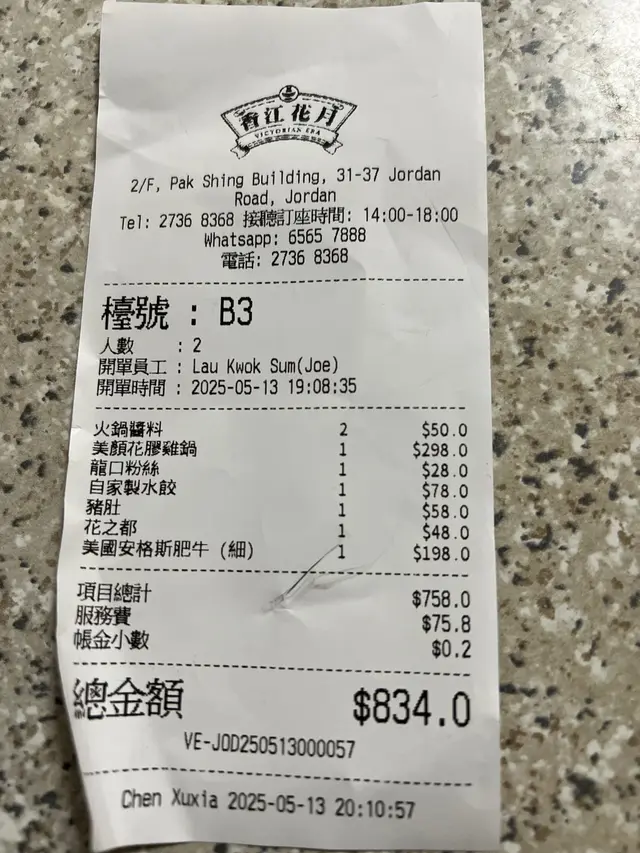 香江花月
VICTORIAN ERA
2/F, Pak Shing Building, 31-37 Jordan
Road, Jordan
Tel: 2736 8368 接聽訂座時間: 14:00-18:00
Whatsapp: 6565 7888
電話: 2736 8368
檯號 : B3
人數 : 2
開單員工 : Lau Kwok Sum(Joe)
開單時間 : 2025-05-13 19:08:35
火鍋醬料 2 $50.0
美顏花膠雞鍋 1 $298.0
龍口粉絲 1 $28.0
自家製水餃 1 $78.0
豬肚 1 $58.0
花之都 1 $48.0
美國安格斯肥牛 (細) 1 $198.0
項目總計 $758.0
服務費 $75.8
帳金小數 $0.2
總金額 $834.0
VE-JOD250513000057
Chen Xuxia 2025-05-13 20:10:57